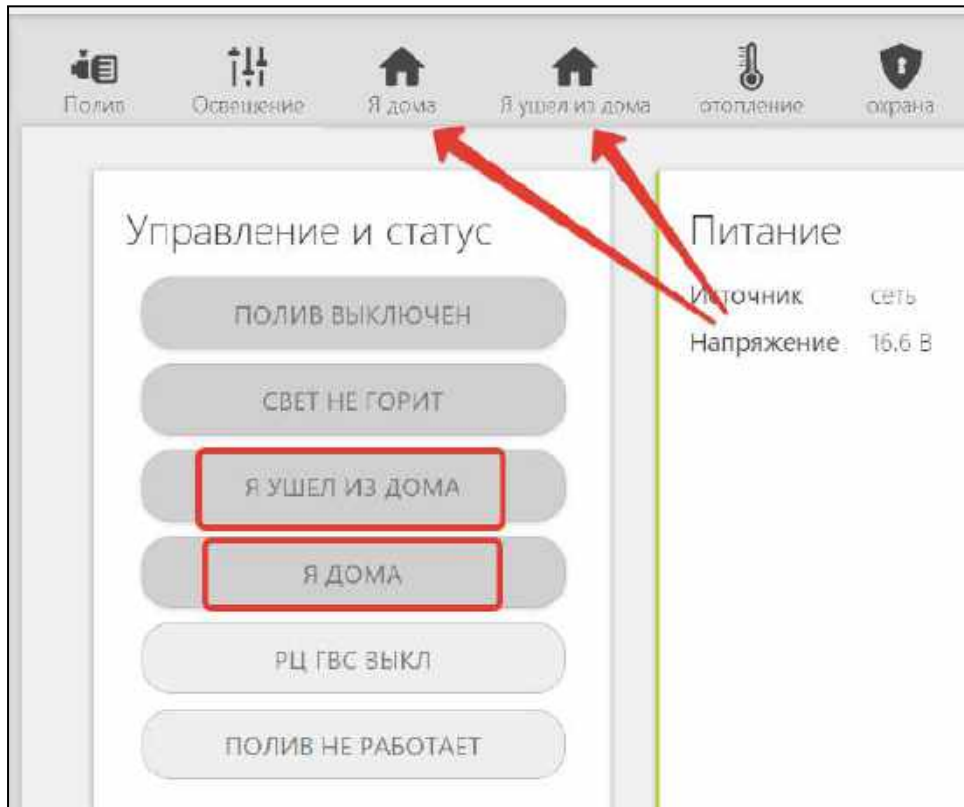 Полив Освещение Я дома Я ушел из дома отопление охрана
Управление и статус
ПОЛИВ ВЫКЛЮЧЕН
СВЕТ НЕ ГОРИТ
Я УШЕЛ ИЗ ДОМА
Я ДОМА
РЦ ГВС ВЫКЛ
ПОЛИВ НЕ РАБОТАЕТ
Питание
Источник сеть
Напряжение 16.6 В